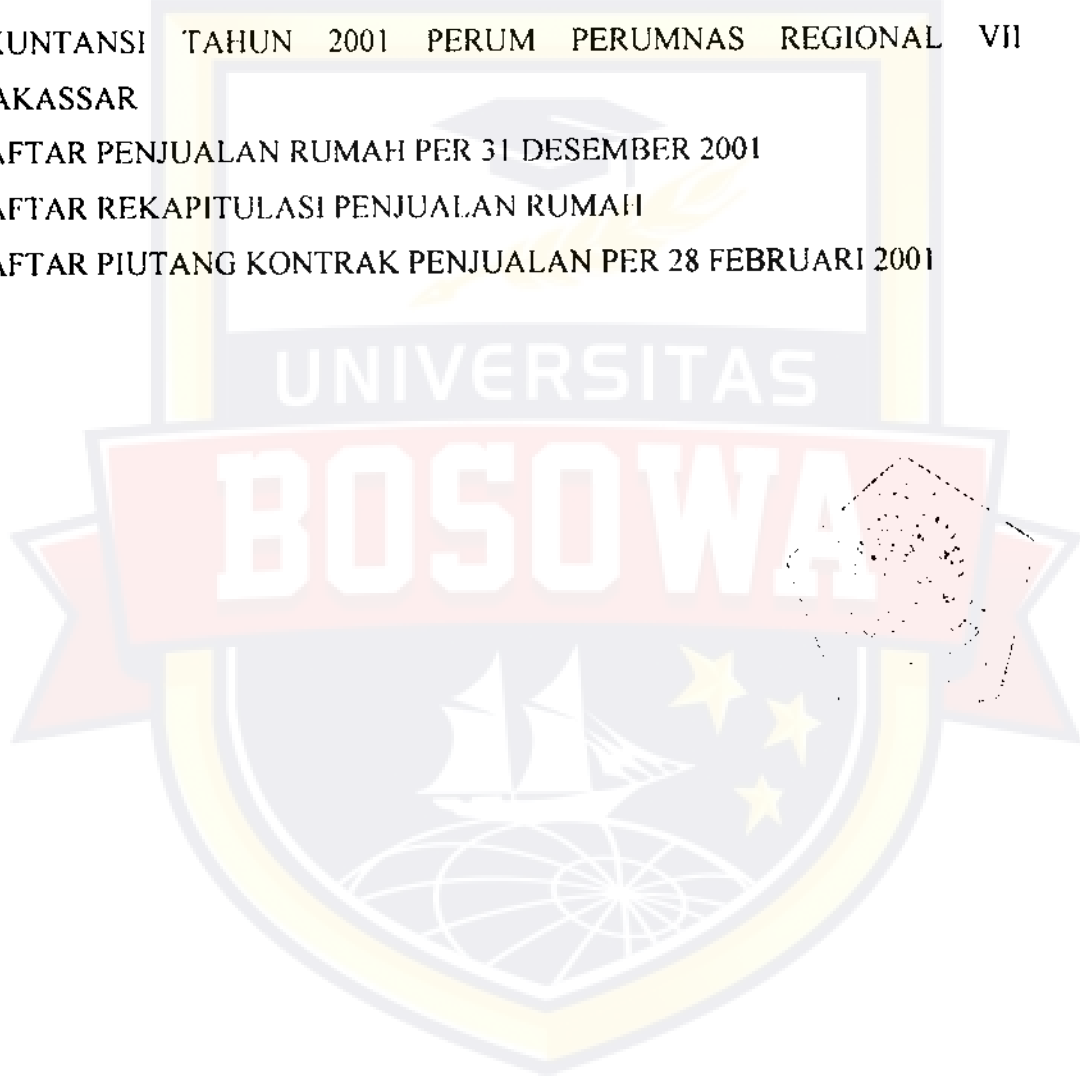 KUNTANSI TAHUN 2001 PERUM PERUMNAS REGIONAL VII
AKASSAR
AFTAR PENJUALAN RUMAH PER 31 DESEMBER 2001
AFTAR REKAPITULASI PENJUALAN RUMAH
AFTAR PIUTANG KONTRAK PENJUALAN PER 28 FEBRUARI 2001
UNIVERSITAS
BOSOWA